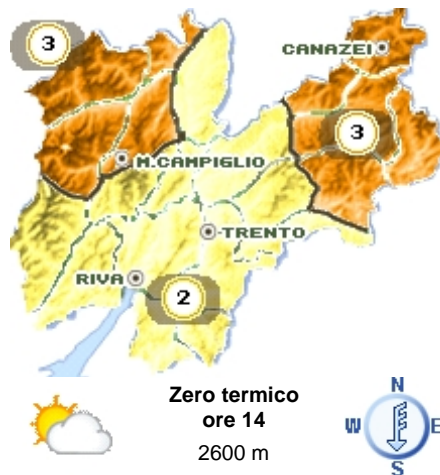 3
CANAZEI
3
M.CAMPIGLIO
TRENTO
RIVA
2
Zero termico
ore 14
2600 m
N
W E
S